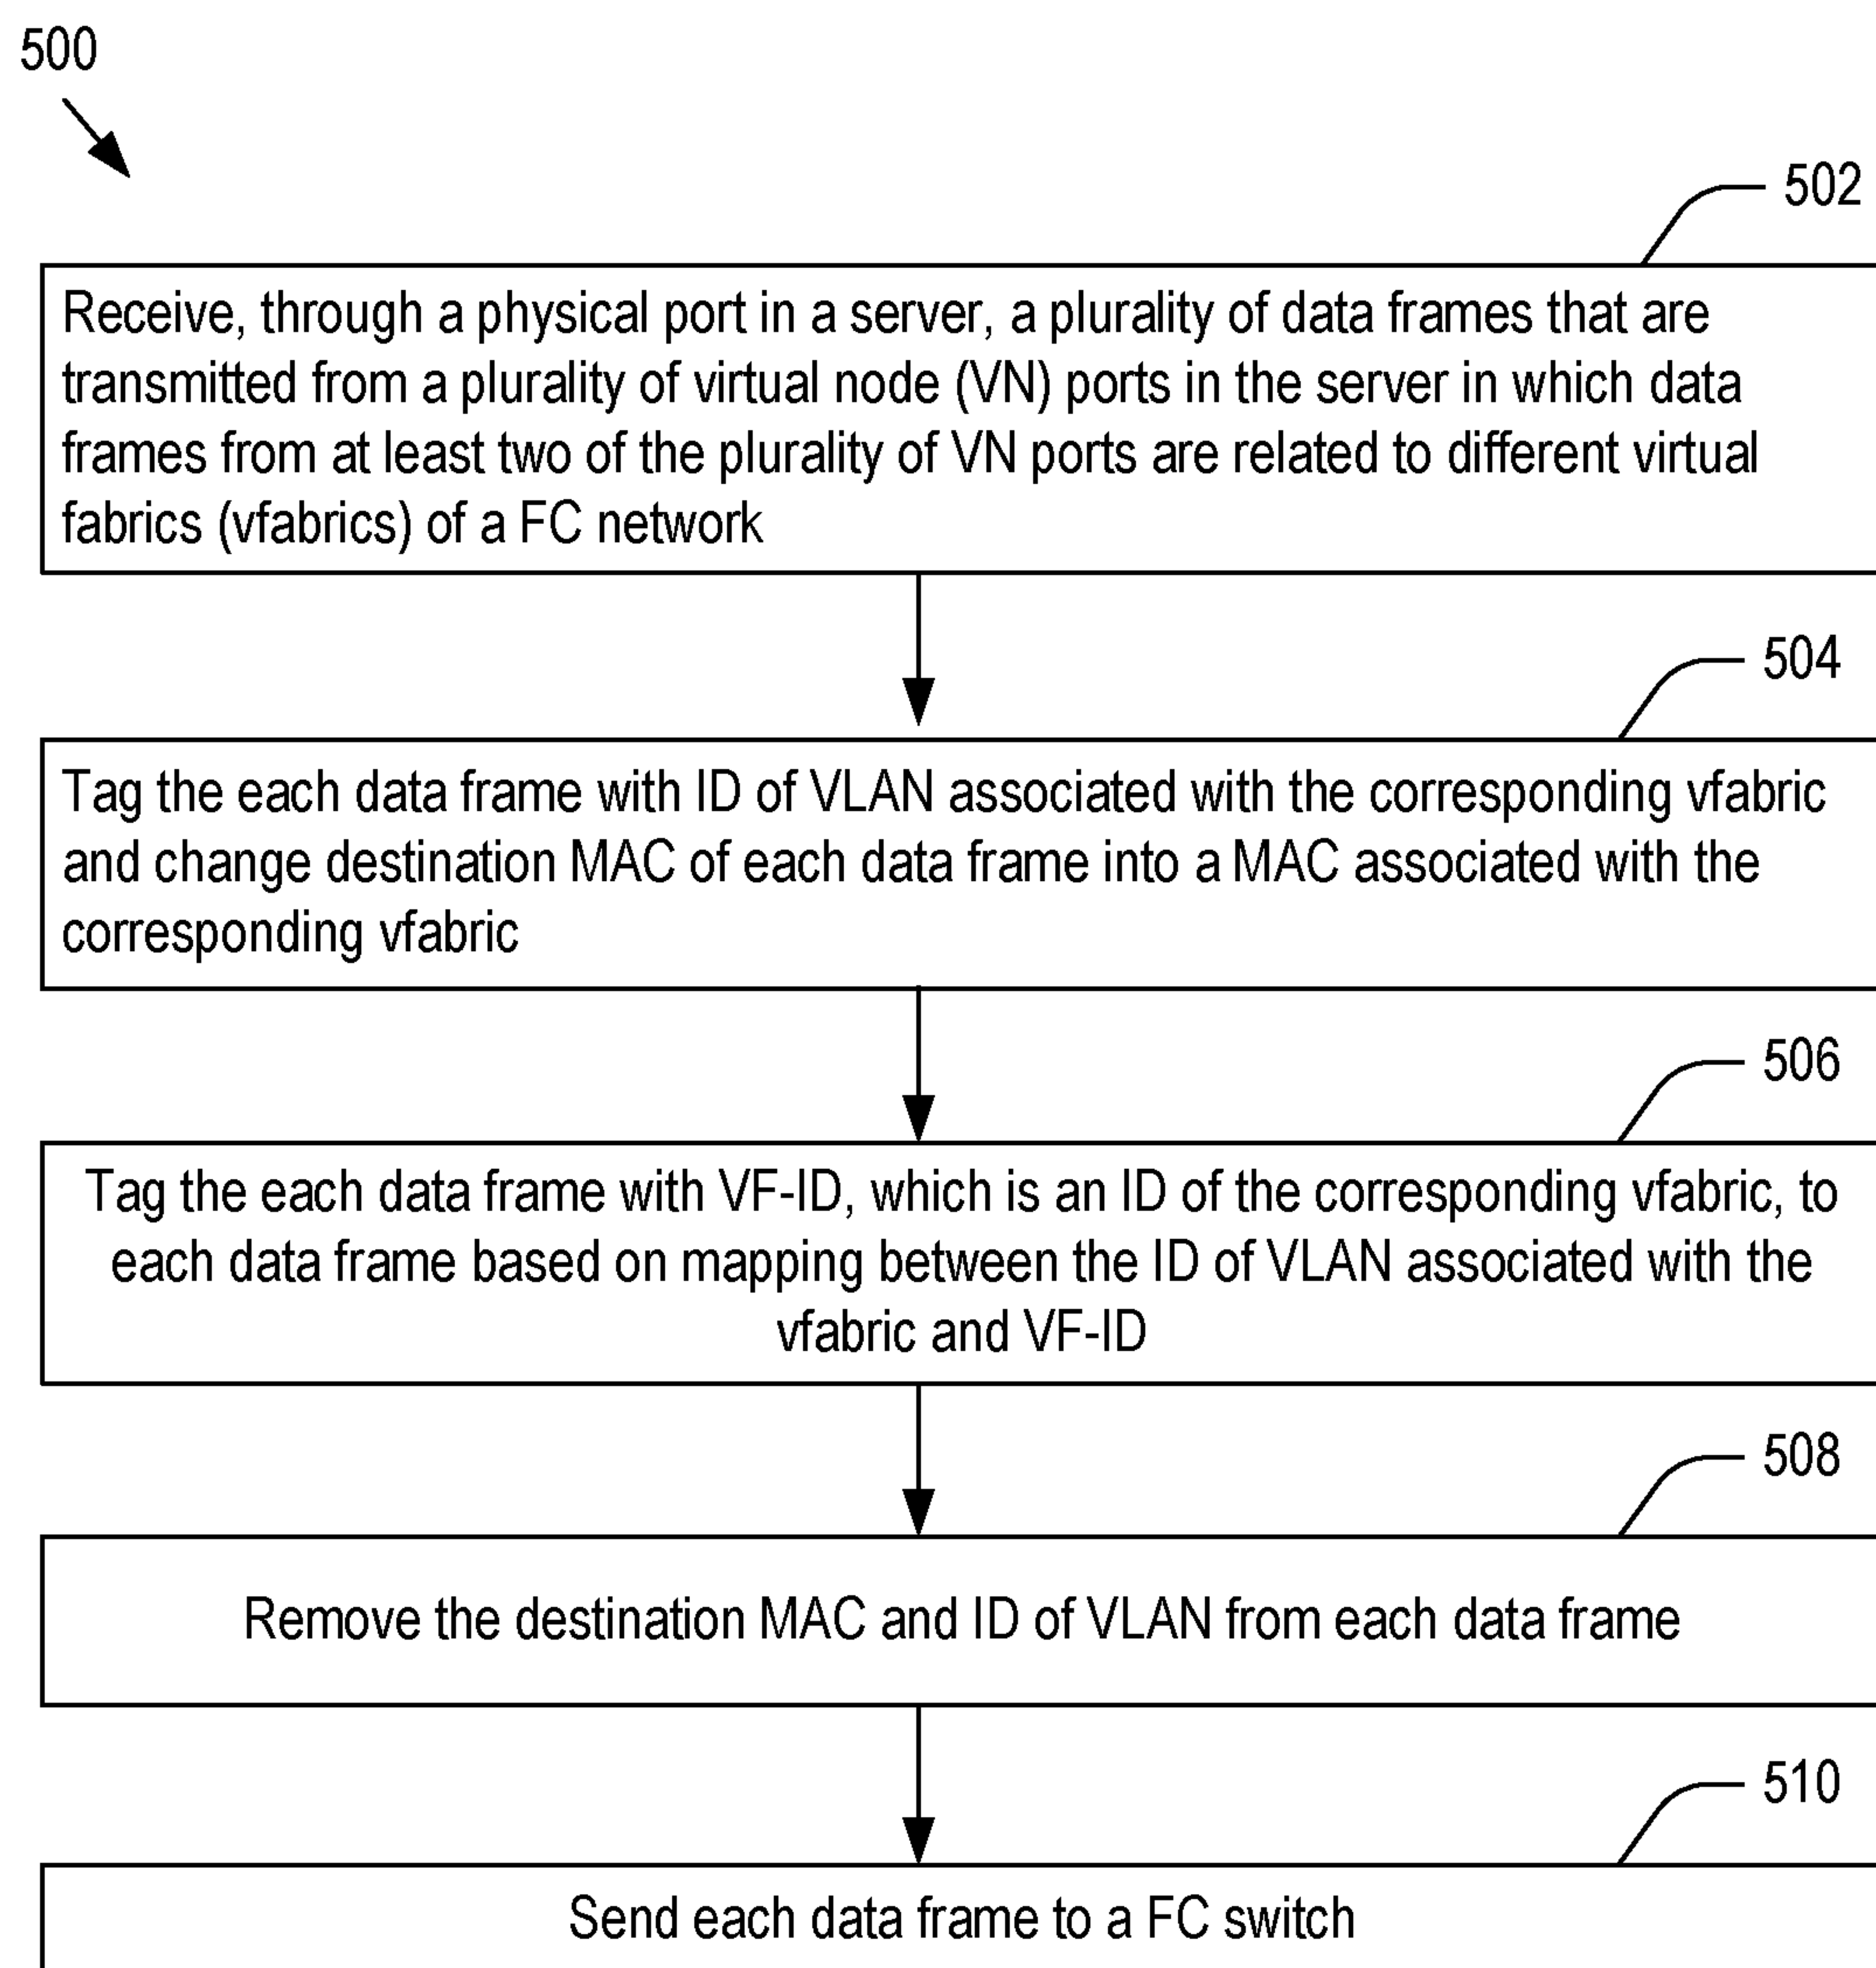 500
502
Receive, through a physical port in a server, a plurality of data frames that are
transmitted from a plurality of virtual node (VN) ports in the server in which data
frames from at least two of the plurality of VN ports are related to different virtual
fabrics (vfabrics) of a FC network
504
Tag the each data frame with ID of VLAN associated with the corresponding vfabric
and change destination MAC of each data frame into a MAC associated with the
corresponding vfabric
506
Tag the each data frame with VF-ID, which is an ID of the corresponding vfabric, to
each data frame based on mapping between the ID of VLAN associated with the
vfabric and VF-ID
508
Remove the destination MAC and ID of VLAN from each data frame
510
Send each data frame to a FC switch